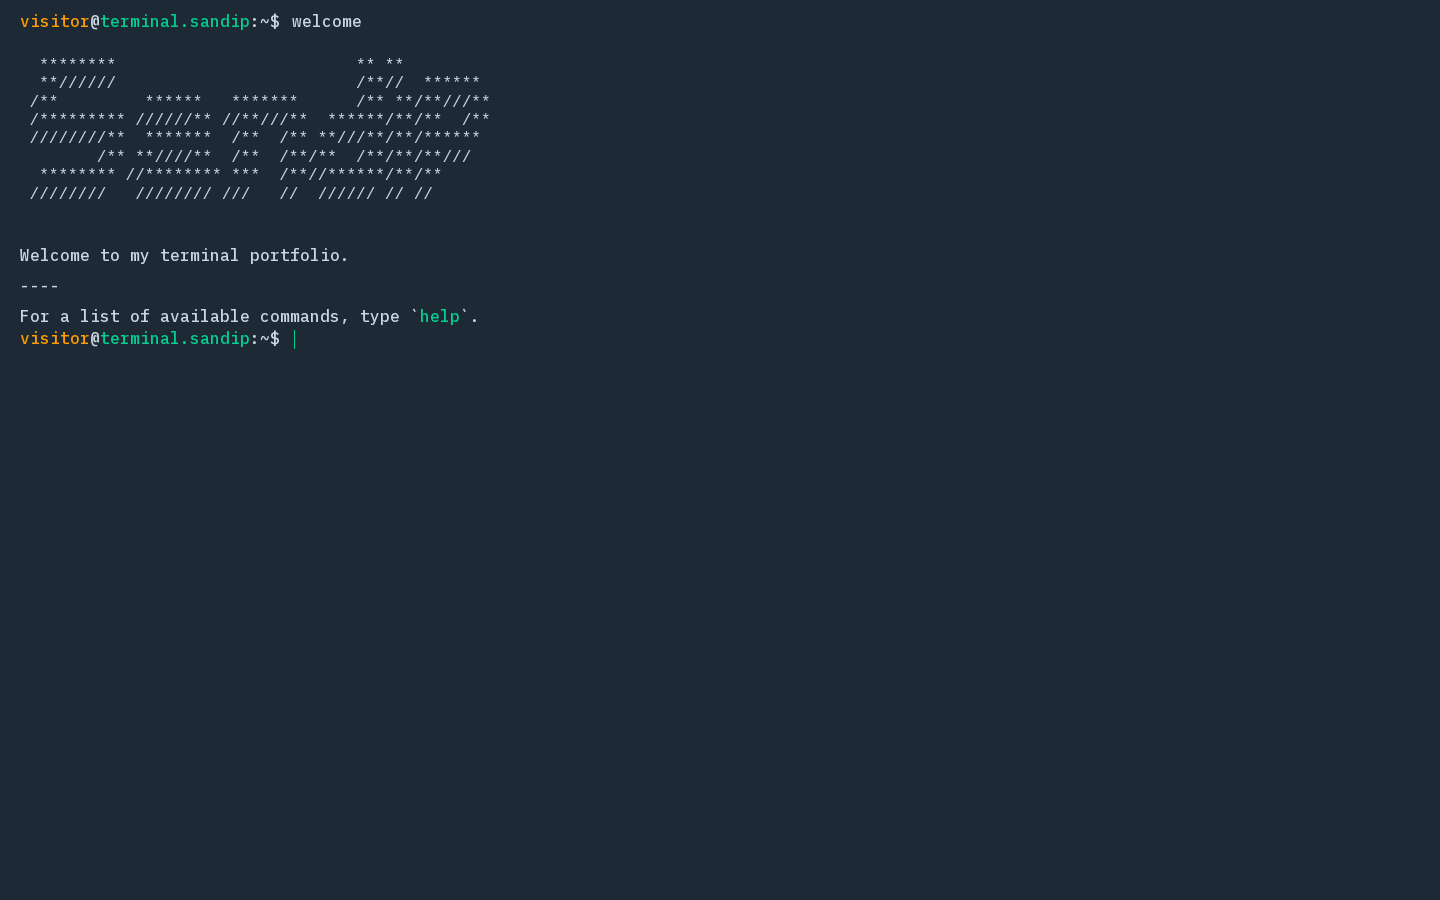 visitor@terminal.sandip:~$ welcome
  ********                         ** **
  **//////                         /**//  ******
 /**         ******   *******      /** **/**///**
 /********* //////** //**///**  ******/**/**  /**
 ////////**  *******  /**  /** **///**/**/******
        /** **////**  /**  /**/**  /**/**/**///
  ******** //******** ***  /**//******/**/**
 ////////   //////// ///   //  ////// // //
Welcome to my terminal portfolio.
----
For a list of available commands, type `help`.
visitor@terminal.sandip:~$